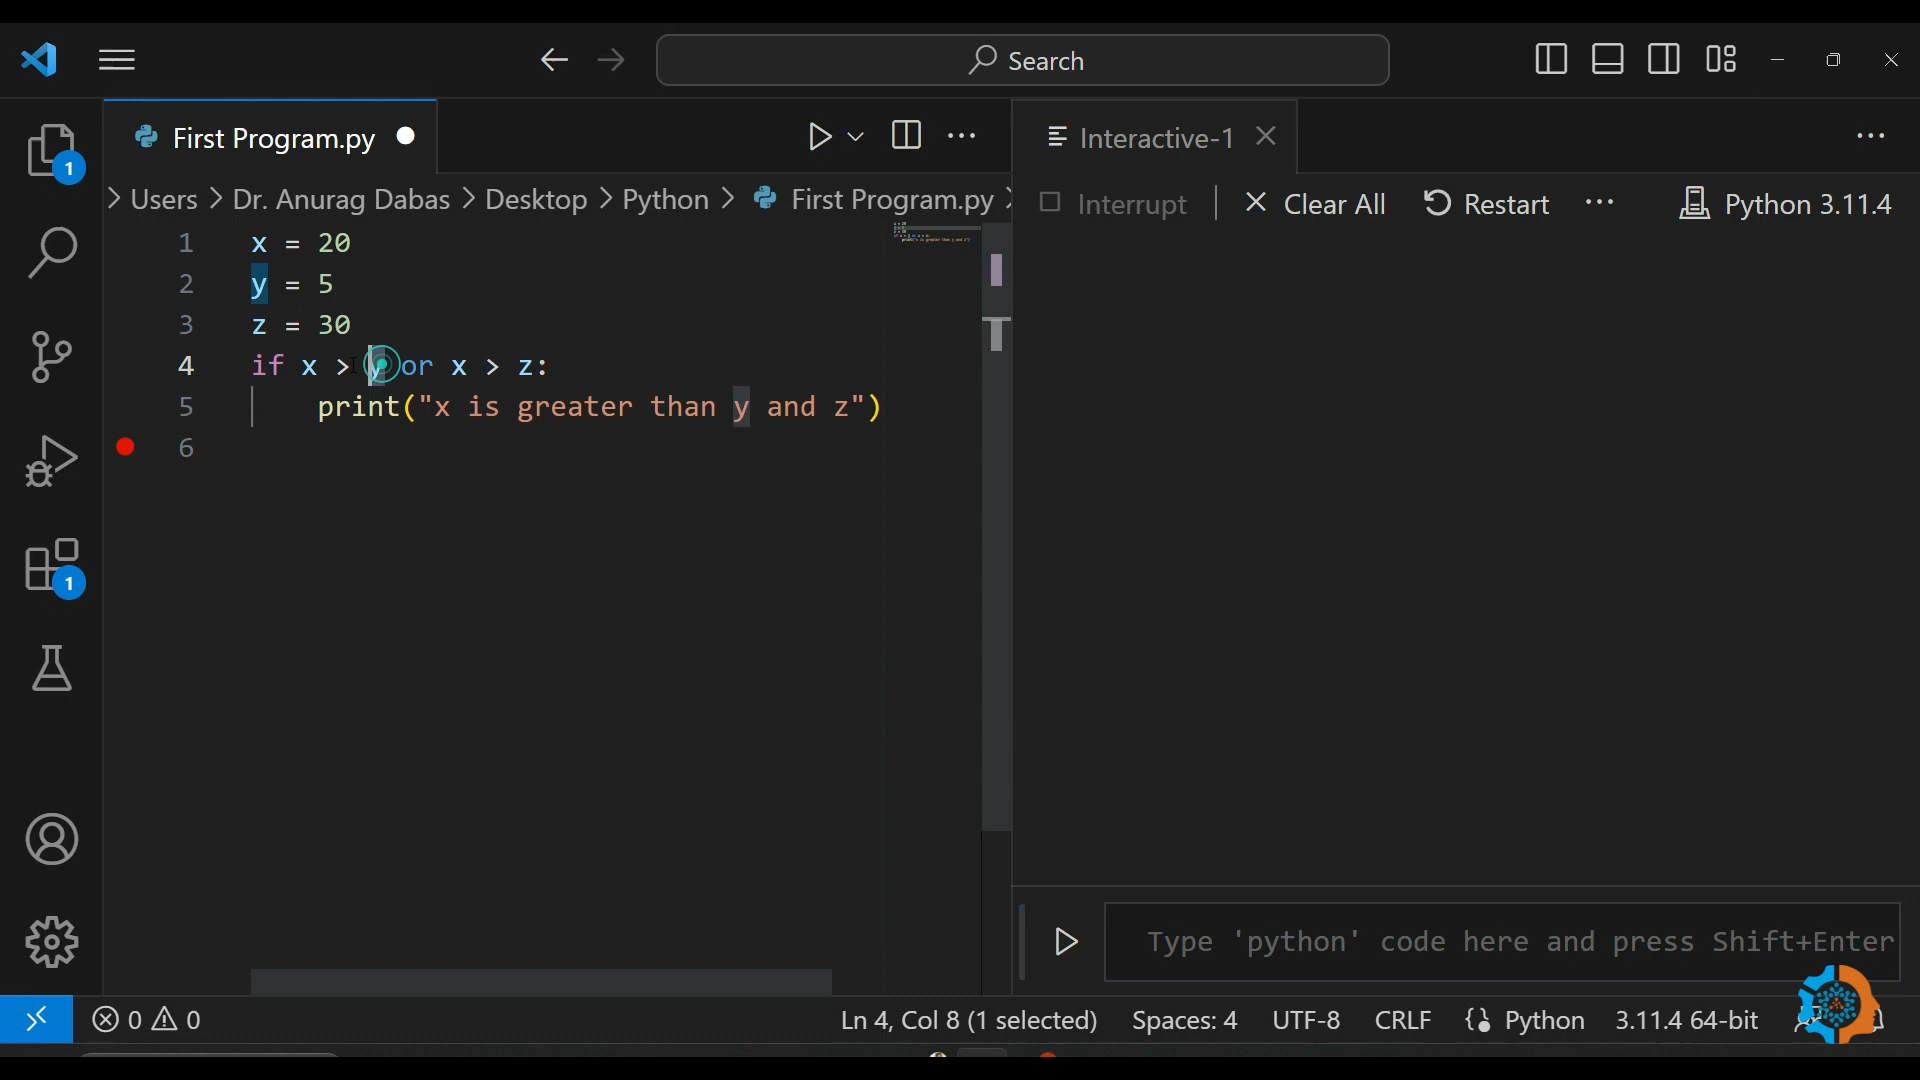 Search
First Program.py
Interactive-1
Users > Dr. Anurag Dabas > Desktop > Python > First Program.py
Interrupt
Clear All
Restart
Python 3.11.4
1
1 x = 20
2 y = 5
3 z = 30
4 if x > y or x > z:
5 print("x is greater than y and z")
6
1
Type 'python' code here and press Shift+Enter
0 0
Ln 4, Col 8 (1 selected)
Spaces: 4
UTF-8
CRLF
Python
3.11.4 64-bit